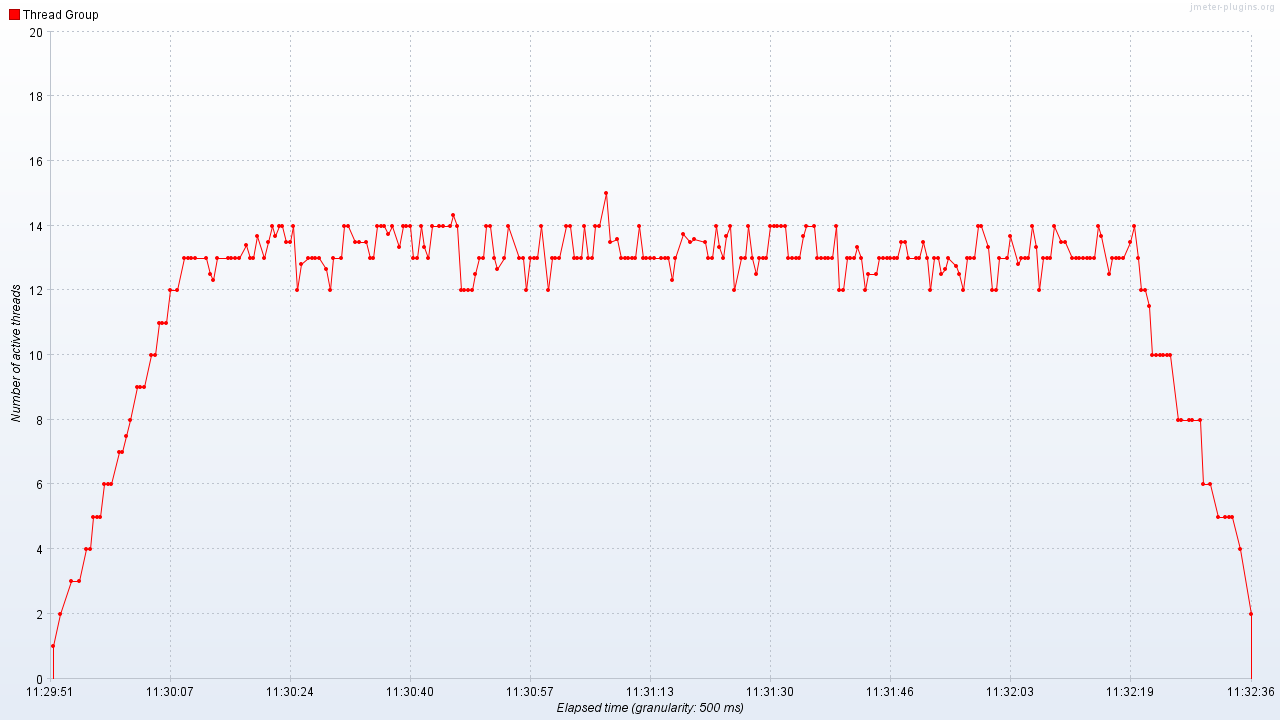 Thread Group
jmeter-plugins.org
20
18
16
14
12
10
8
6
4
2
0
Number of active threads
11:29:51 11:30:07 11:30:24 11:30:40 11:30:57 11:31:13 11:31:30 11:31:46 11:32:03 11:32:19 11:32:36
Elapsed time (granularity: 500 ms)